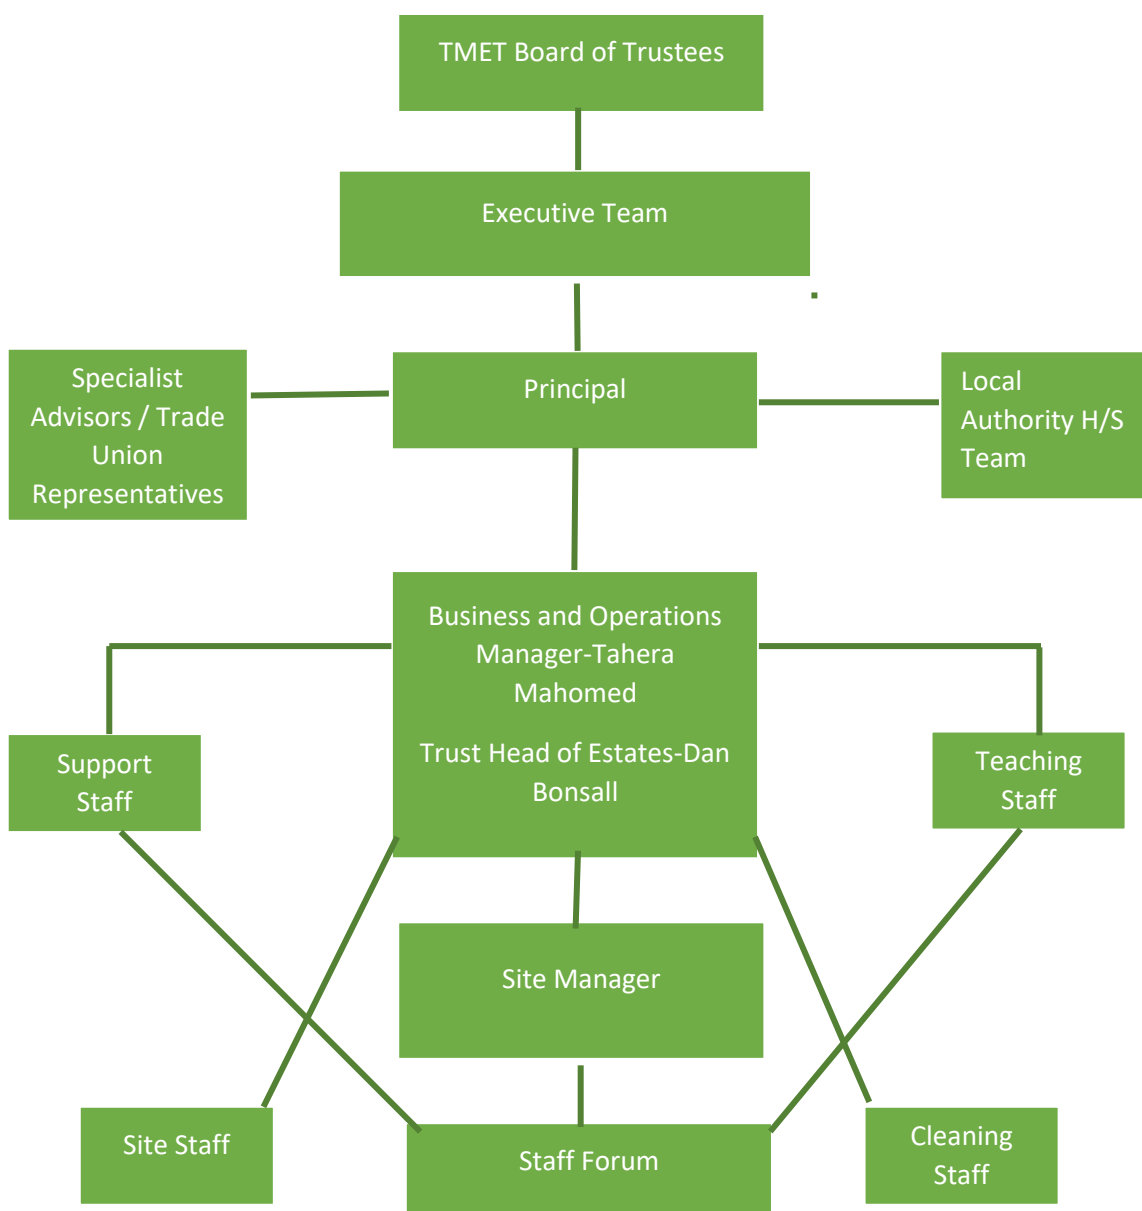 TMET Board of Trustees
Executive Team
Specialist
Advisors / Trade
Union
Representatives
Principal
Local
Authority H/S
Team
Business and Operations
Manager-Tahera
Mahomed
Trust Head of Estates-Dan
Bonsall
Support
Staff
Teaching
Staff
Site Manager
Site Staff
Staff Forum
Cleaning
Staff